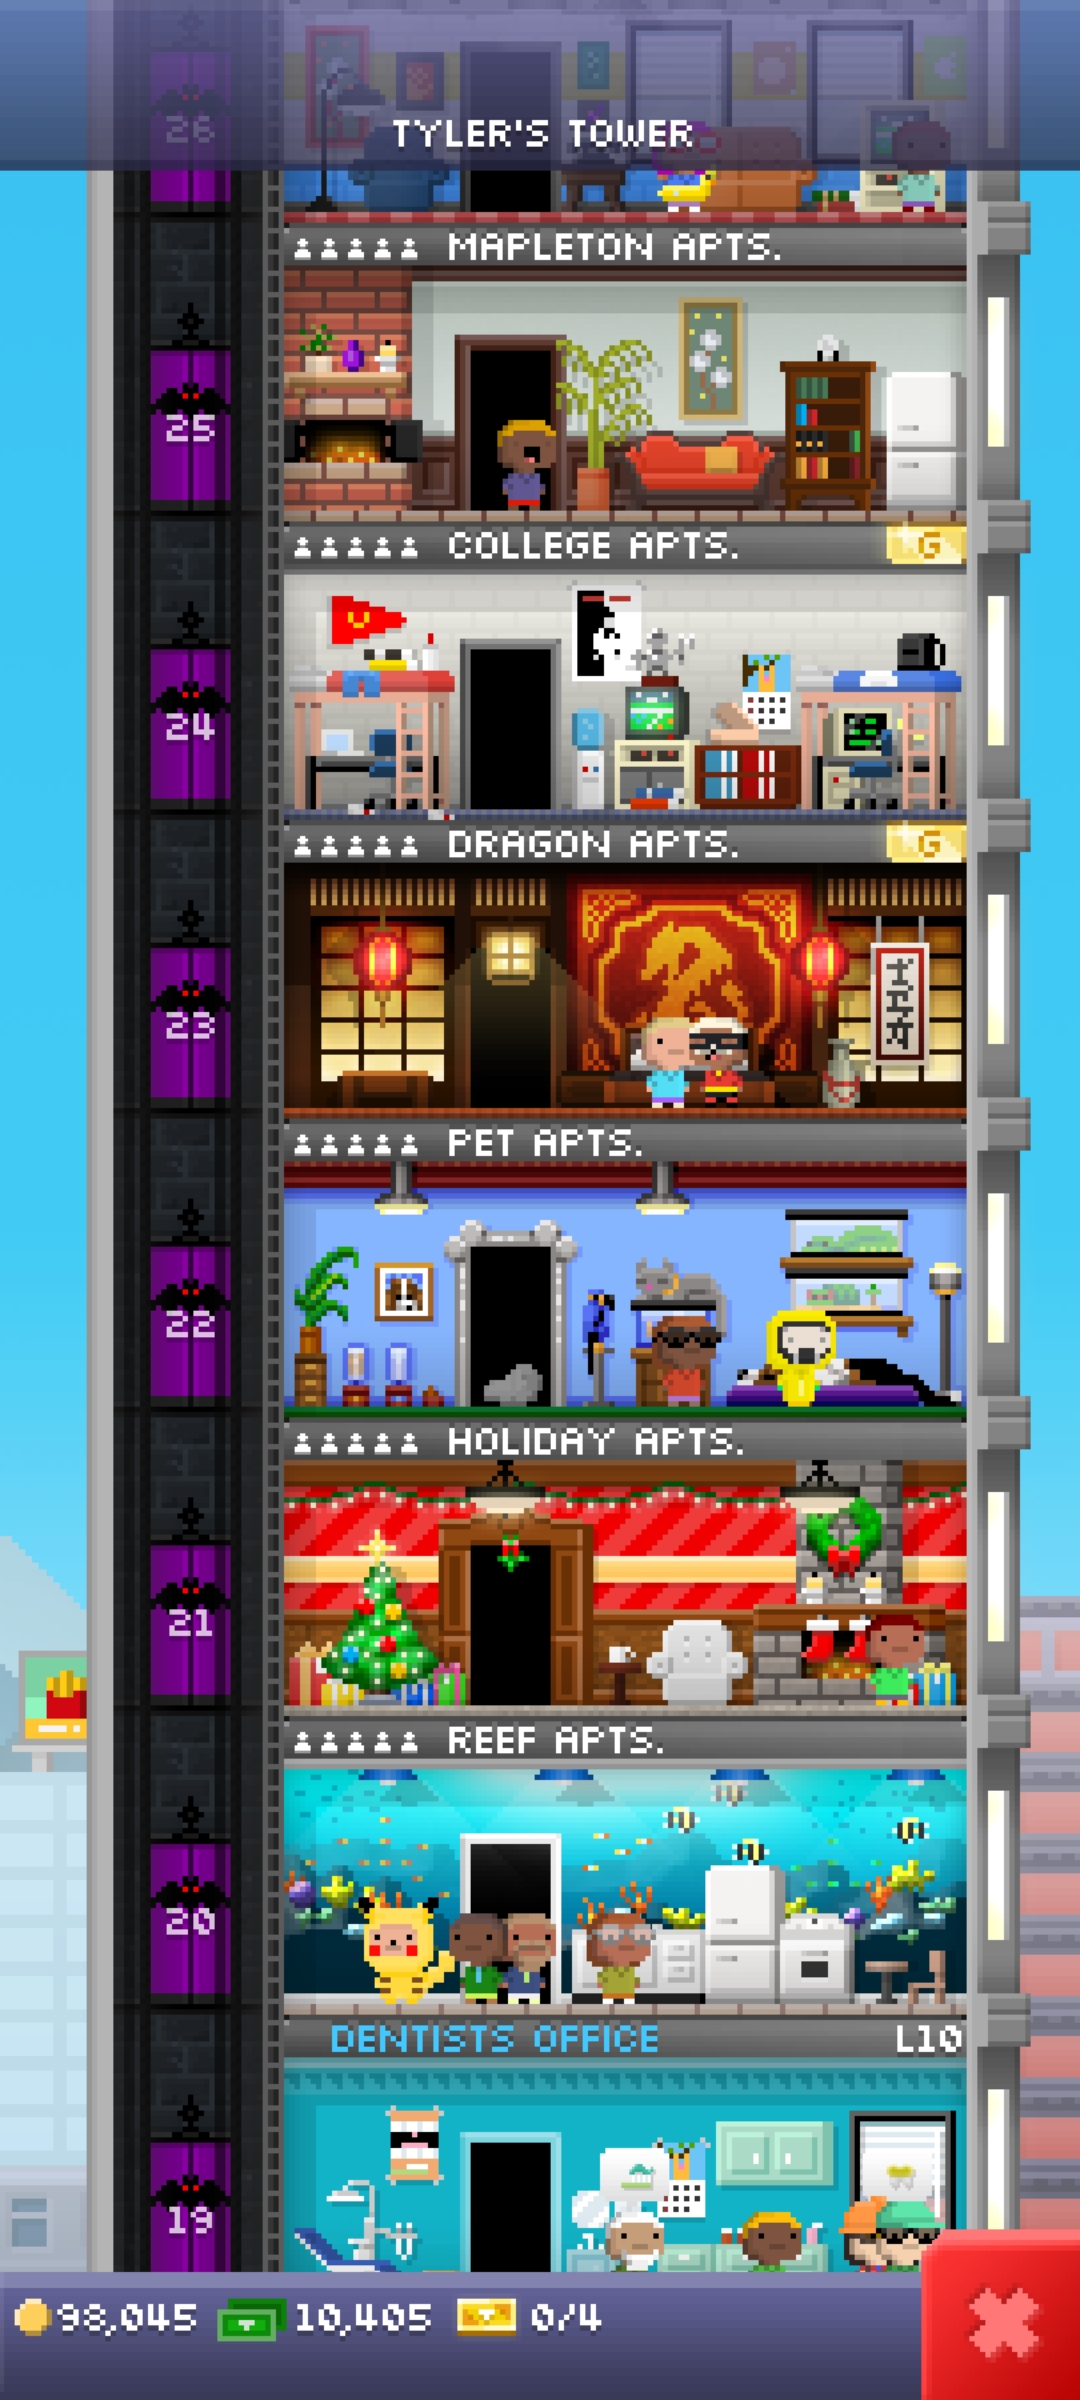 26
TYLER'S TOWER
MAPLETON APTS.
25
COLLEGE APTS.
G
24
DRAGON APTS.
G
23
PET APTS.
22
HOLIDAY APTS.
21
REEF APTS.
20
DENTISTS OFFICE
L10
19
98,045
10,405
0/4